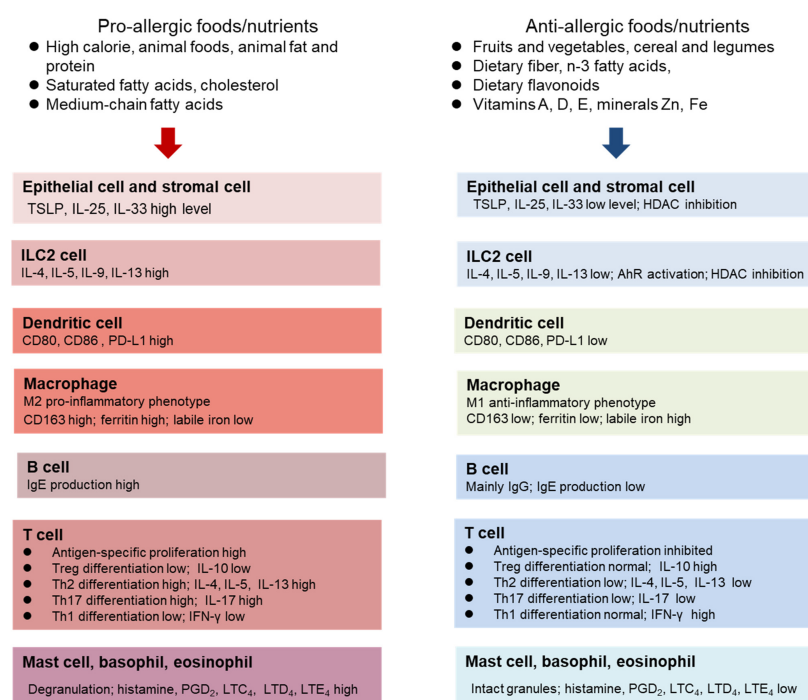 Pro-allergic foods/nutrients
● High calorie, animal foods, animal fat and
protein
● Saturated fatty acids, cholesterol
● Medium-chain fatty acids
Epithelial cell and stromal cell
TSLP, IL-25, IL-33 high level
ILC2 cell
IL-4, IL-5, IL-9, IL-13 high
Dendritic cell
CD80, CD86 , PD-L1 high
Macrophage
M2 pro-inflammatory phenotype
CD163 high; ferritin high; labile iron low
B cell
IgE production high
T cell
● Antigen-specific proliferation high
● Treg differentiation low; IL-10 low
● Th2 differentiation high; IL-4, IL-5, IL-13 high
● Th17 differentiation high; IL-17 high
● Th1 differentiation low; IFN-γ low
Mast cell, basophil, eosinophil
Degranulation; histamine, PGD₂, LTC₄, LTD₄, LTE₄ high
Anti-allergic foods/nutrients
● Fruits and vegetables, cereal and legumes
● Dietary fiber, n-3 fatty acids,
● Dietary flavonoids
● Vitamins A, D, E, minerals Zn, Fe
Epithelial cell and stromal cell
TSLP, IL-25, IL-33 low level; HDAC inhibition
ILC2 cell
IL-4, IL-5, IL-9, IL-13 low; AhR activation; HDAC inhibition
Dendritic cell
CD80, CD86, PD-L1 low
Macrophage
M1 anti-inflammatory phenotype
CD163 low; ferritin low; labile iron high
B cell
Mainly IgG; IgE production low
T cell
● Antigen-specific proliferation inhibited
● Treg differentiation normal; IL-10 high
● Th2 differentiation low; IL-4, IL-5, IL-13 low
● Th17 differentiation low; IL-17 low
● Th1 differentiation normal; IFN-γ high
Mast cell, basophil, eosinophil
Intact granules; histamine, PGD₂, LTC₄, LTD₄, LTE₄ low